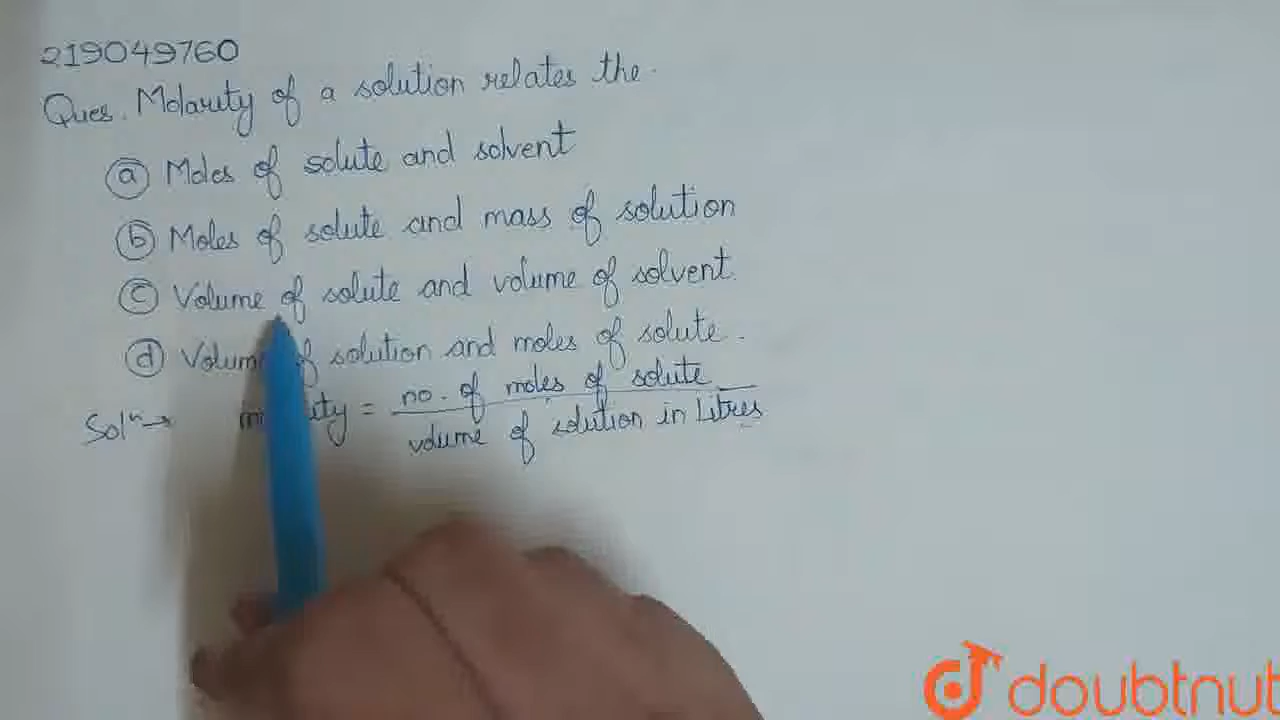 219049760
Ques. Molarity of a solution relates the.
(a) Moles of solute and solvent
(b) Moles of solute and mass of solution
(c) Volume of solute and volume of solvent.
(d) of solution and moles of solute.
Solⁿ→ = no. of moles of solute
volume of solution in Litres
doubtnut